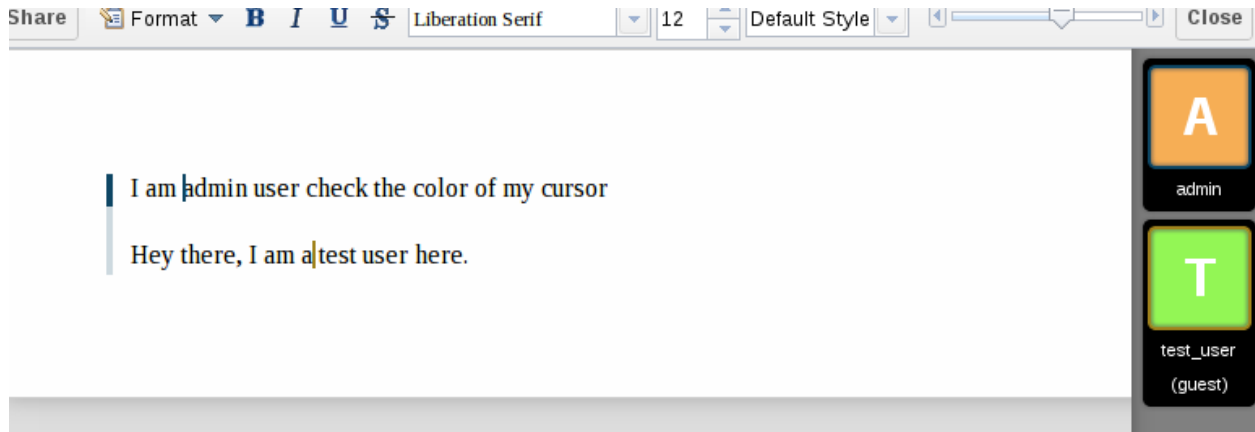 Share Format B I U S Liberation Serif 12 Default Style Close
A
admin
I am admin user check the color of my cursor
Hey there, I am a test user here.
T
test_user
(guest)